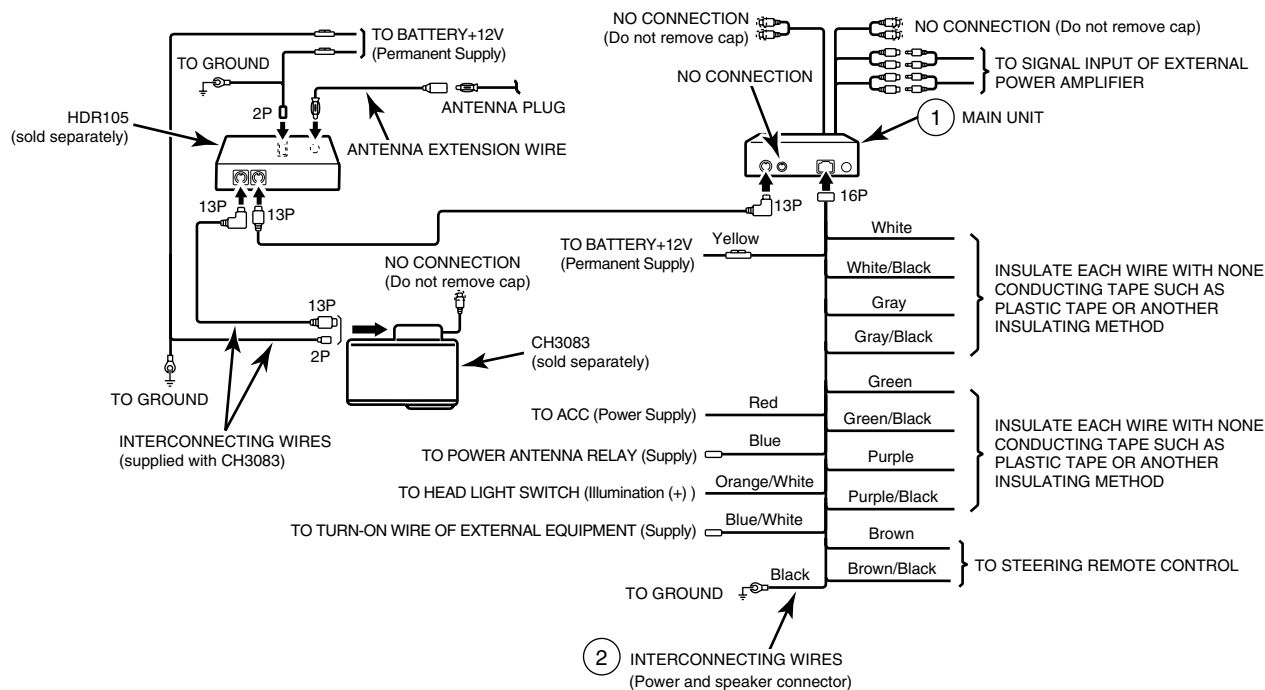 TO BATTERY+12V
(Permanent Supply)
TO GROUND
2P
ANTENNA PLUG
HDR105
(sold separately)
ANTENNA EXTENSION WIRE
13P
13P
NO CONNECTION
(Do not remove cap)
13P
2P
CH3083
(sold separately)
TO GROUND
INTERCONNECTING WIRES
(supplied with CH3083)
NO CONNECTION
(Do not remove cap)
NO CONNECTION (Do not remove cap)
NO CONNECTION
TO SIGNAL INPUT OF EXTERNAL
POWER AMPLIFIER
1 MAIN UNIT
13P
16P
TO BATTERY+12V
(Permanent Supply)
Yellow
White
White/Black
Gray
Gray/Black
INSULATE EACH WIRE WITH NONE
CONDUCTING TAPE SUCH AS
PLASTIC TAPE OR ANOTHER
INSULATING METHOD
TO ACC (Power Supply)
Red
TO POWER ANTENNA RELAY (Supply)
Blue
TO HEAD LIGHT SWITCH (Illumination (+) )
Orange/White
TO TURN-ON WIRE OF EXTERNAL EQUIPMENT (Supply)
Blue/White
TO GROUND
Black
Green
Green/Black
Purple
Purple/Black
INSULATE EACH WIRE WITH NONE
CONDUCTING TAPE SUCH AS
PLASTIC TAPE OR ANOTHER
INSULATING METHOD
Brown
Brown/Black
TO STEERING REMOTE CONTROL
2 INTERCONNECTING WIRES
(Power and speaker connector)